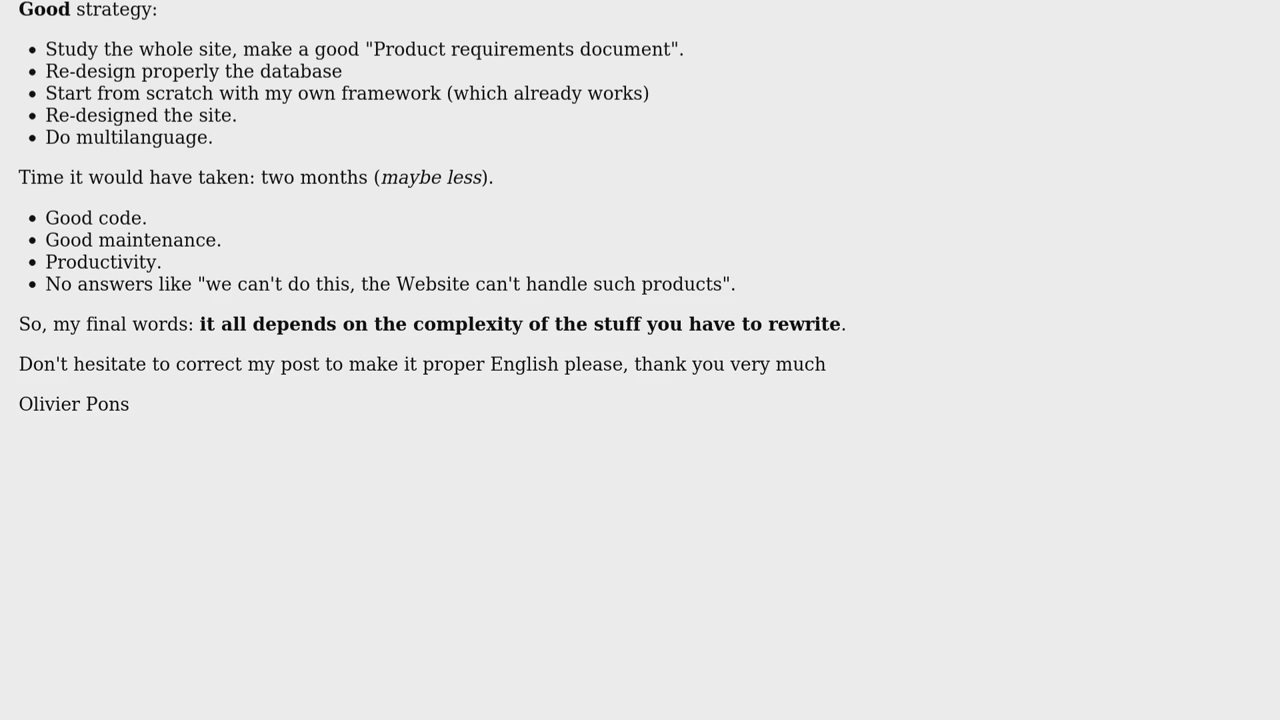 Good strategy:
• Study the whole site, make a good "Product requirements document".
• Re-design properly the database
• Start from scratch with my own framework (which already works)
• Re-designed the site.
• Do multilanguage.
Time it would have taken: two months (maybe less).
• Good code.
• Good maintenance.
• Productivity.
• No answers like "we can't do this, the Website can't handle such products".
So, my final words: it all depends on the complexity of the stuff you have to rewrite.
Don't hesitate to correct my post to make it proper English please, thank you very much
Olivier Pons